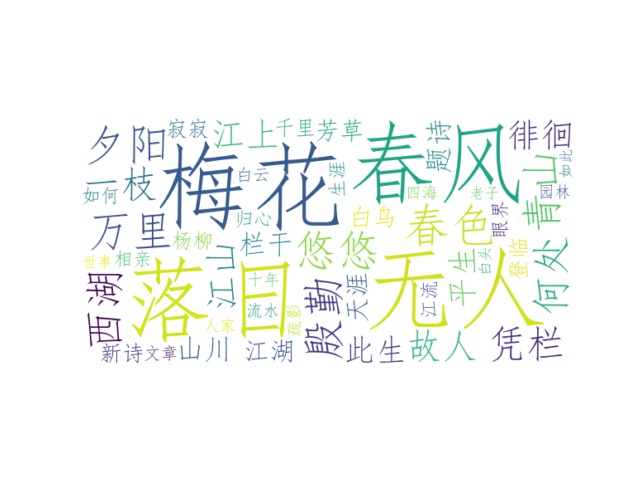 夕阳
寂寂
江上
千里
芳草
题诗
徘徊
梅花
春风
一枝
如何
白云
生涯
四海
老子
园林
如此
青山
万里
归心
白鸟
春色
眼界
杨柳
栏干
悠悠
登临
白头
何处
世事
相亲
江山
落日
十年
流水
疏影
人家
殷勤
天涯
无人
江流
平生
西湖
新诗
文章
山川
江湖
此生
故人
凭栏